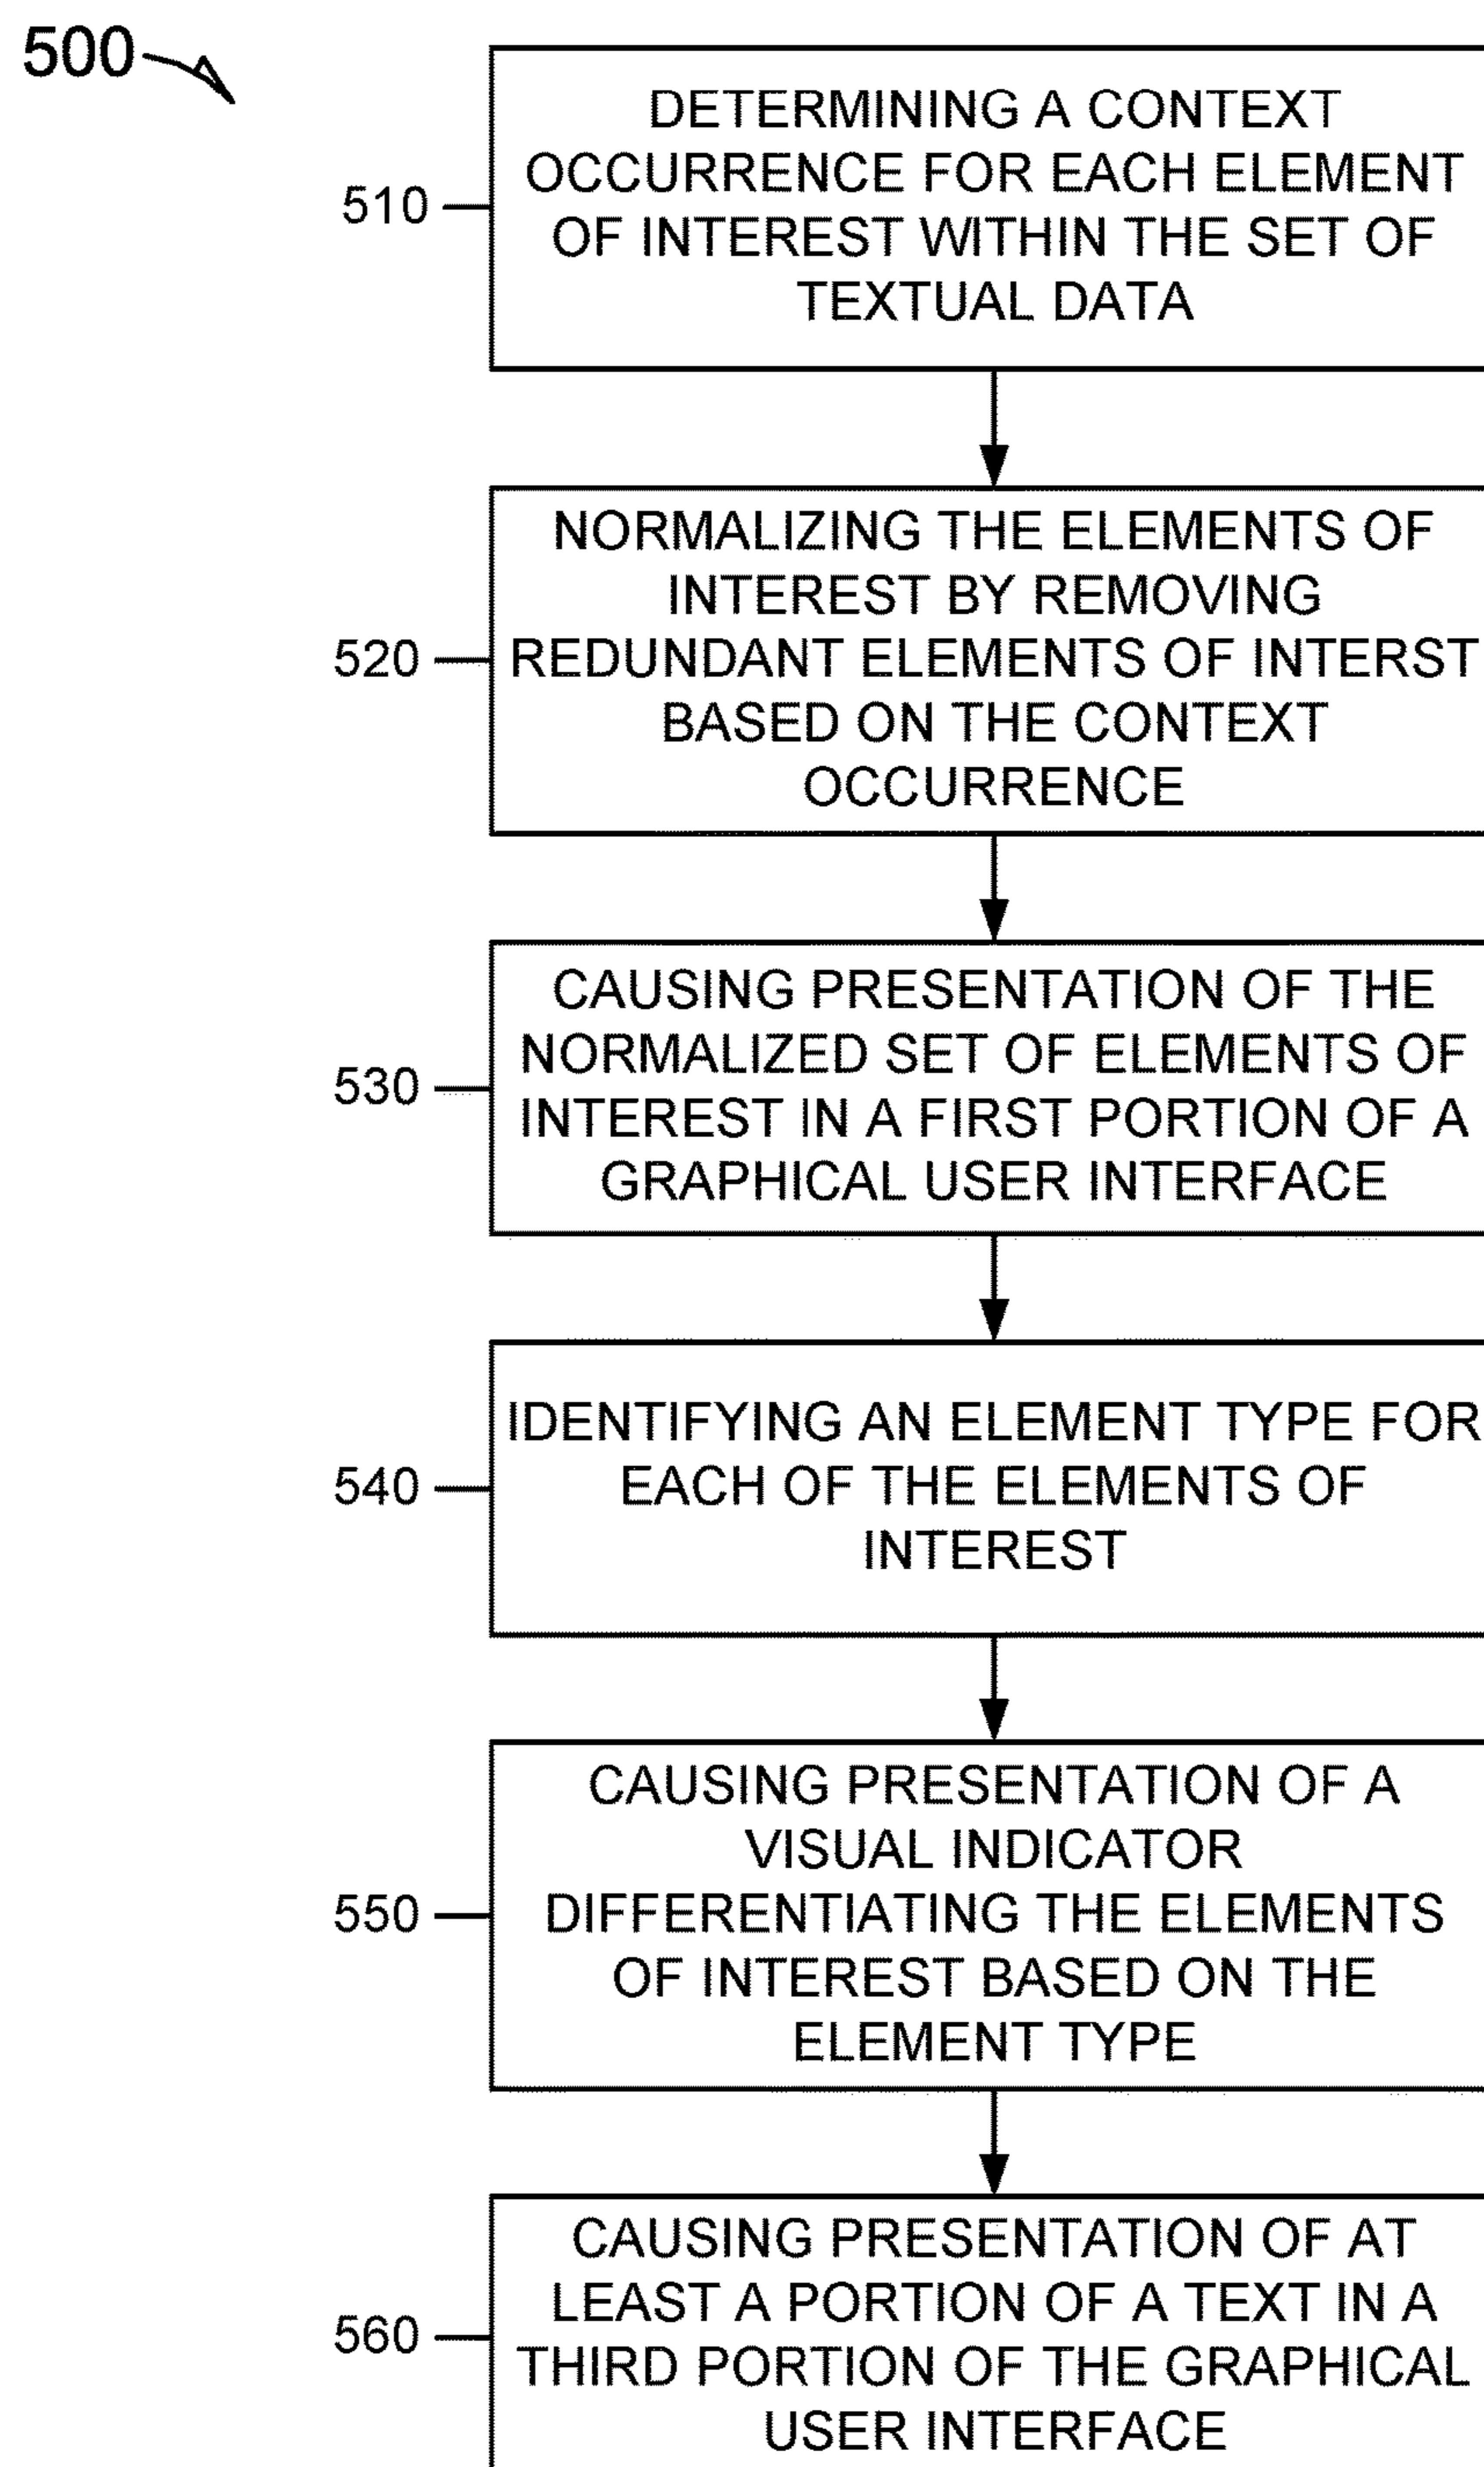 500
510
DETERMINING A CONTEXT
OCCURRENCE FOR EACH ELEMENT
OF INTEREST WITHIN THE SET OF
TEXTUAL DATA
520
NORMALIZING THE ELEMENTS OF
INTEREST BY REMOVING
REDUNDANT ELEMENTS OF INTERST
BASED ON THE CONTEXT
OCCURRENCE
530
CAUSING PRESENTATION OF THE
NORMALIZED SET OF ELEMENTS OF
INTEREST IN A FIRST PORTION OF A
GRAPHICAL USER INTERFACE
540
IDENTIFYING AN ELEMENT TYPE FOR
EACH OF THE ELEMENTS OF
INTEREST
550
CAUSING PRESENTATION OF A
VISUAL INDICATOR
DIFFERENTIATING THE ELEMENTS
OF INTEREST BASED ON THE
ELEMENT TYPE
560
CAUSING PRESENTATION OF AT
LEAST A PORTION OF A TEXT IN A
THIRD PORTION OF THE GRAPHICAL
USER INTERFACE